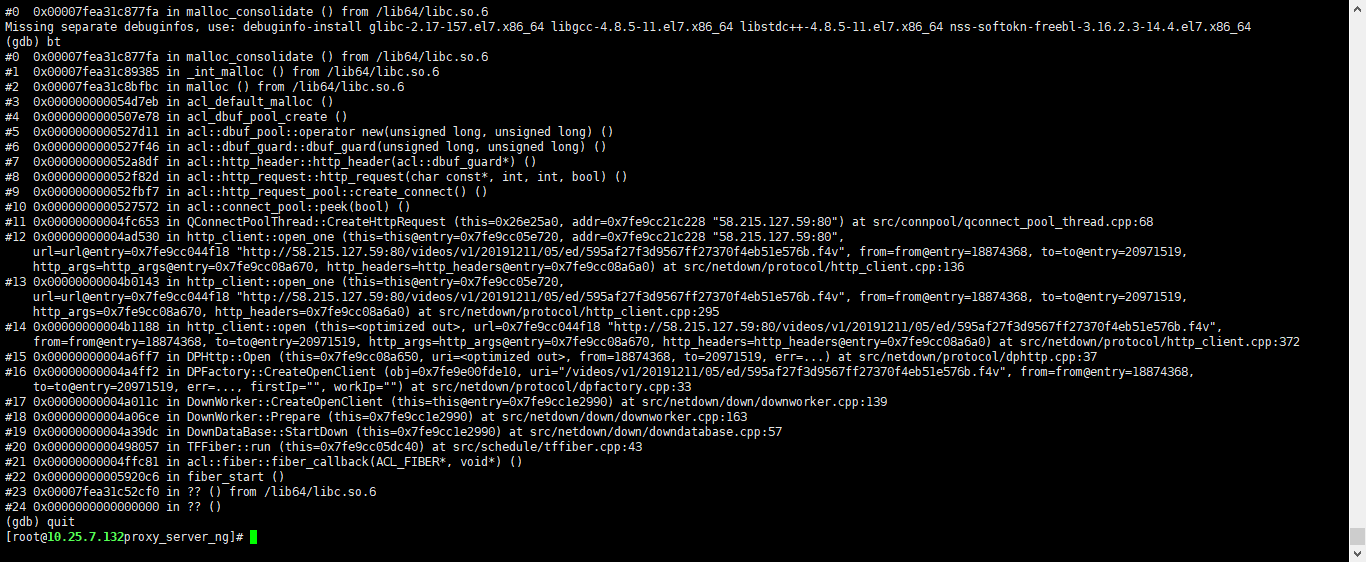 #0  0x00007fea31c877fa in malloc_consolidate () from /lib64/libc.so.6
Missing separate debuginfos, use: debuginfo-install glibc-2.17-157.el7.x86_64 libgcc-4.8.5-11.el7.x86_64 libstdc++-4.8.5-11.el7.x86_64 nss-softokn-freebl-3.16.2.3-14.4.el7.x86_64
(gdb) bt
#0  0x00007fea31c877fa in malloc_consolidate () from /lib64/libc.so.6
#1  0x00007fea31c89385 in _int_malloc () from /lib64/libc.so.6
#2  0x00007fea31c8bfbc in malloc () from /lib64/libc.so.6
#3  0x000000000054d7eb in acl_default_malloc ()
#4  0x0000000000507e78 in acl_dbuf_pool_create ()
#5  0x0000000000527d11 in acl::dbuf_pool::operator new(unsigned long, unsigned long) ()
#6  0x0000000000527f46 in acl::dbuf_guard::dbuf_guard(unsigned long, unsigned long) ()
#7  0x000000000052a8df in acl::http_header::http_header(acl::dbuf_guard*) ()
#8  0x000000000052f82d in acl::http_request::http_request(char const*, int, int, bool) ()
#9  0x000000000052fbf7 in acl::http_request_pool::create_connect() ()
#10 0x0000000000527572 in acl::connect_pool::peek(bool) ()
#11 0x00000000004fc653 in QConnectPoolThread::CreateHttpRequest (this=0x26e25a0, addr=0x7fe9cc21c228 "58.215.127.59:80") at src/connpool/qconnect_pool_thread.cpp:68
#12 0x00000000004ad530 in http_client::open_one (this=this@entry=0x7fe9cc05e720, addr=0x7fe9cc21c228 "58.215.127.59:80",
    url=url@entry=0x7fe9cc044f18 "http://58.215.127.59:80/videos/v1/20191211/05/ed/595af27f3d9567ff27370f4eb51e576b.f4v", from=from@entry=18874368, to=to@entry=20971519,
    http_args=http_args@entry=0x7fe9cc08a670, http_headers=http_headers@entry=0x7fe9cc08a6a0) at src/netdown/protocol/http_client.cpp:136
#13 0x00000000004b0143 in http_client::open_one (this=this@entry=0x7fe9cc05e720,
    url=url@entry=0x7fe9cc044f18 "http://58.215.127.59:80/videos/v1/20191211/05/ed/595af27f3d9567ff27370f4eb51e576b.f4v", from=from@entry=18874368, to=to@entry=20971519,
    http_args=0x7fe9cc08a670, http_headers=0x7fe9cc08a6a0) at src/netdown/protocol/http_client.cpp:295
#14 0x00000000004b1188 in http_client::open (this=<optimized out>, url=0x7fe9cc044f18 "http://58.215.127.59:80/videos/v1/20191211/05/ed/595af27f3d9567ff27370f4eb51e576b.f4v",
    from=from@entry=18874368, to=to@entry=20971519, http_args=http_args@entry=0x7fe9cc08a670, http_headers=http_headers@entry=0x7fe9cc08a6a0) at src/netdown/protocol/http_client.cpp:372
#15 0x00000000004a6ff7 in DPHttp::Open (this=0x7fe9cc08a650, uri=<optimized out>, from=18874368, to=20971519, err=...) at src/netdown/protocol/dphttp.cpp:37
#16 0x00000000004a4ff2 in DPFactory::CreateOpenClient (obj=0x7fe9e00fde10, uri="/videos/v1/20191211/05/ed/595af27f3d9567ff27370f4eb51e576b.f4v", from=from@entry=18874368,
    to=to@entry=20971519, err=..., firstIp="", workIp="") at src/netdown/protocol/dpfactory.cpp:33
#17 0x00000000004a011c in DownWorker::CreateOpenClient (this=this@entry=0x7fe9cc1e2990) at src/netdown/down/downworker.cpp:139
#18 0x00000000004a06ce in DownWorker::Prepare (this=0x7fe9cc1e2990) at src/netdown/down/downworker.cpp:163
#19 0x00000000004a39dc in DownDataBase::StartDown (this=0x7fe9cc1e2990) at src/netdown/down/downdatabase.cpp:57
#20 0x0000000000498057 in TFFiber::run (this=0x7fe9cc05dc40) at src/schedule/tffiber.cpp:43
#21 0x00000000004ffc81 in acl::fiber::fiber_callback(ACL_FIBER*, void*) ()
#22 0x00000000005920c6 in fiber_start ()
#23 0x00007fea31c52cf0 in ?? () from /lib64/libc.so.6
#24 0x0000000000000000 in ?? ()
(gdb) quit
[root@10.25.7.132proxy_server_ng]#